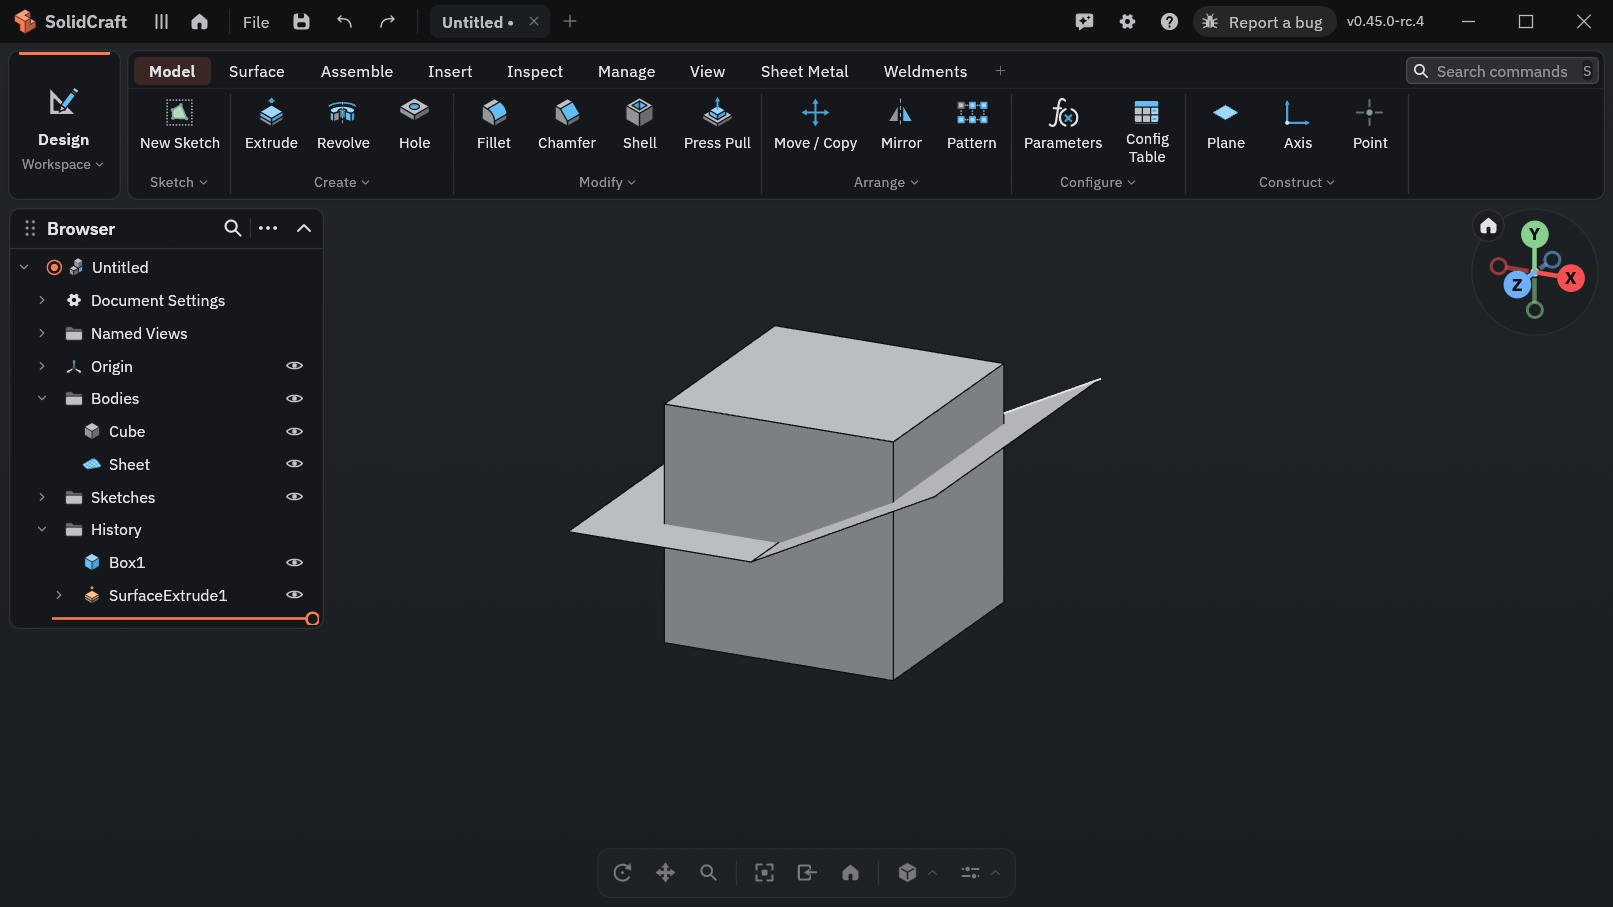 SolidCraft
File
Untitled •
Report a bug
v0.45.0-rc.4
Design
Workspace
Model
Surface
Assemble
Insert
Inspect
Manage
View
Sheet Metal
Weldments
Search commands
S
New Sketch
Extrude
Revolve
Hole
Fillet
Chamfer
Shell
Press Pull
Move / Copy
Mirror
Pattern
Parameters
Config
Table
Plane
Axis
Point
Sketch
Create
Modify
Arrange
Configure
Construct
Browser
Untitled
Document Settings
Named Views
Origin
Bodies
Cube
Sheet
Sketches
History
Box1
SurfaceExtrude1
Y
X
Z
f(x)